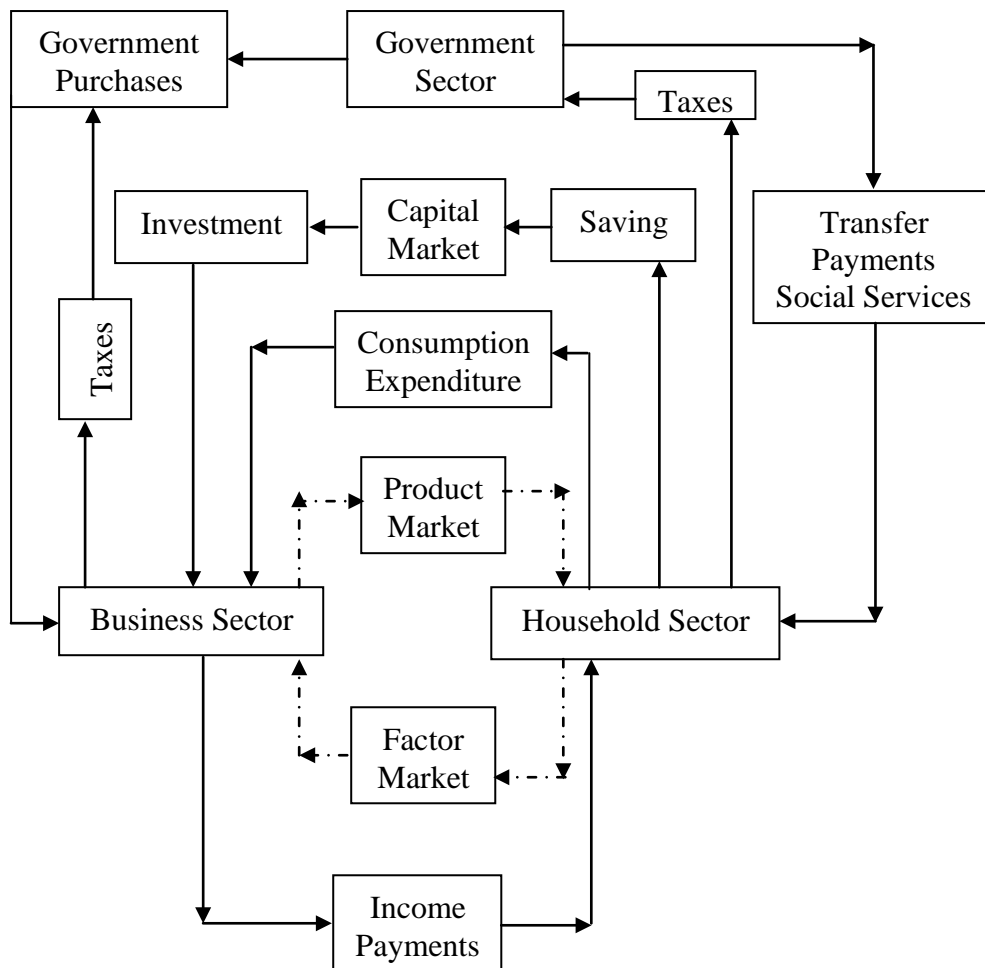 Government
Purchases
Government
Sector
Taxes
Investment
Capital
Market
Saving
Transfer
Payments
Social Services
Taxes
Consumption
Expenditure
Product
Market
Business Sector
Household Sector
Factor
Market
Income
Payments